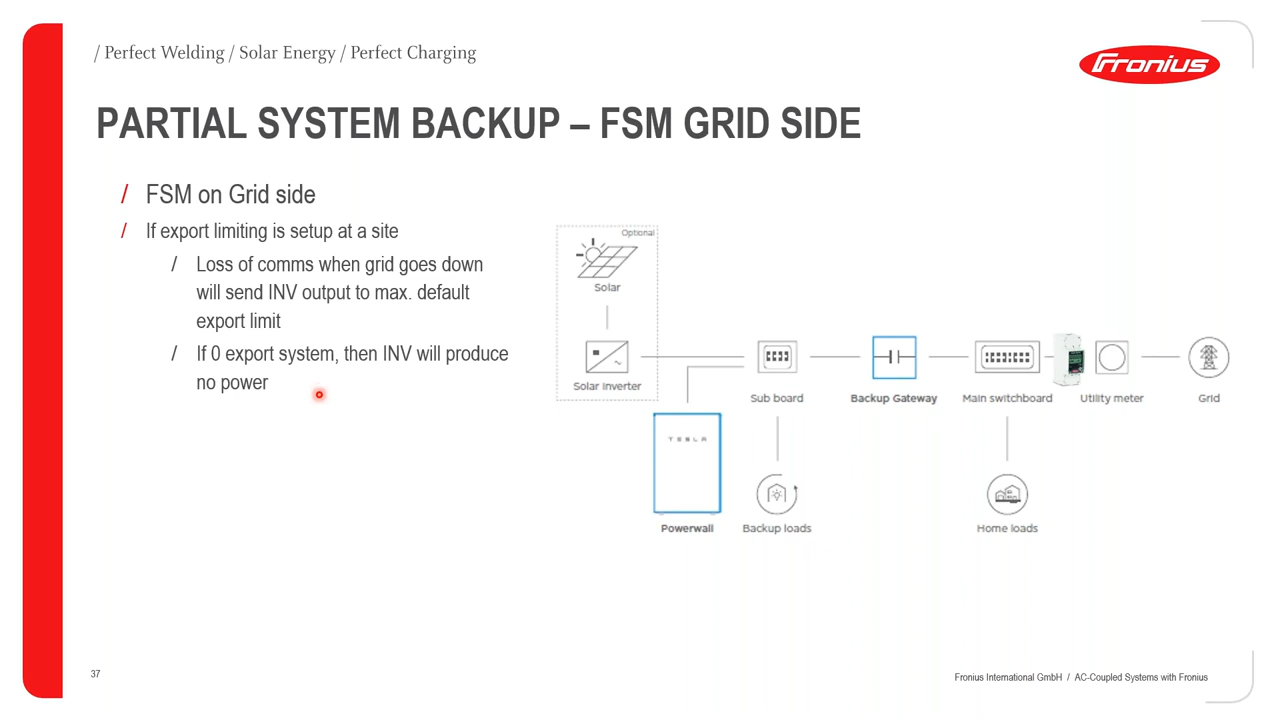 / Perfect Welding / Solar Energy / Perfect Charging
Fronius
PARTIAL SYSTEM BACKUP – FSM GRID SIDE
/ FSM on Grid side
/ If export limiting is setup at a site
/ Loss of comms when grid goes down
will send INV output to max. default
export limit
/ If 0 export system, then INV will produce
no power
Optional
Solar
Solar Inverter
Sub board
Backup Gateway
Main switchboard
Utility meter
Grid
TESLA
Powerwall
Backup loads
Home loads
37
Fronius International GmbH / AC-Coupled Systems with Fronius